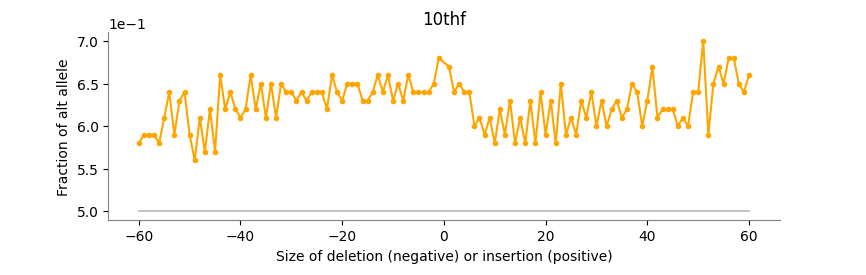 10thf
1e−1
Fraction of alt allele
7.0
6.5
6.0
5.5
5.0
−60 −40 −20 0 20 40 60
Size of deletion (negative) or insertion (positive)